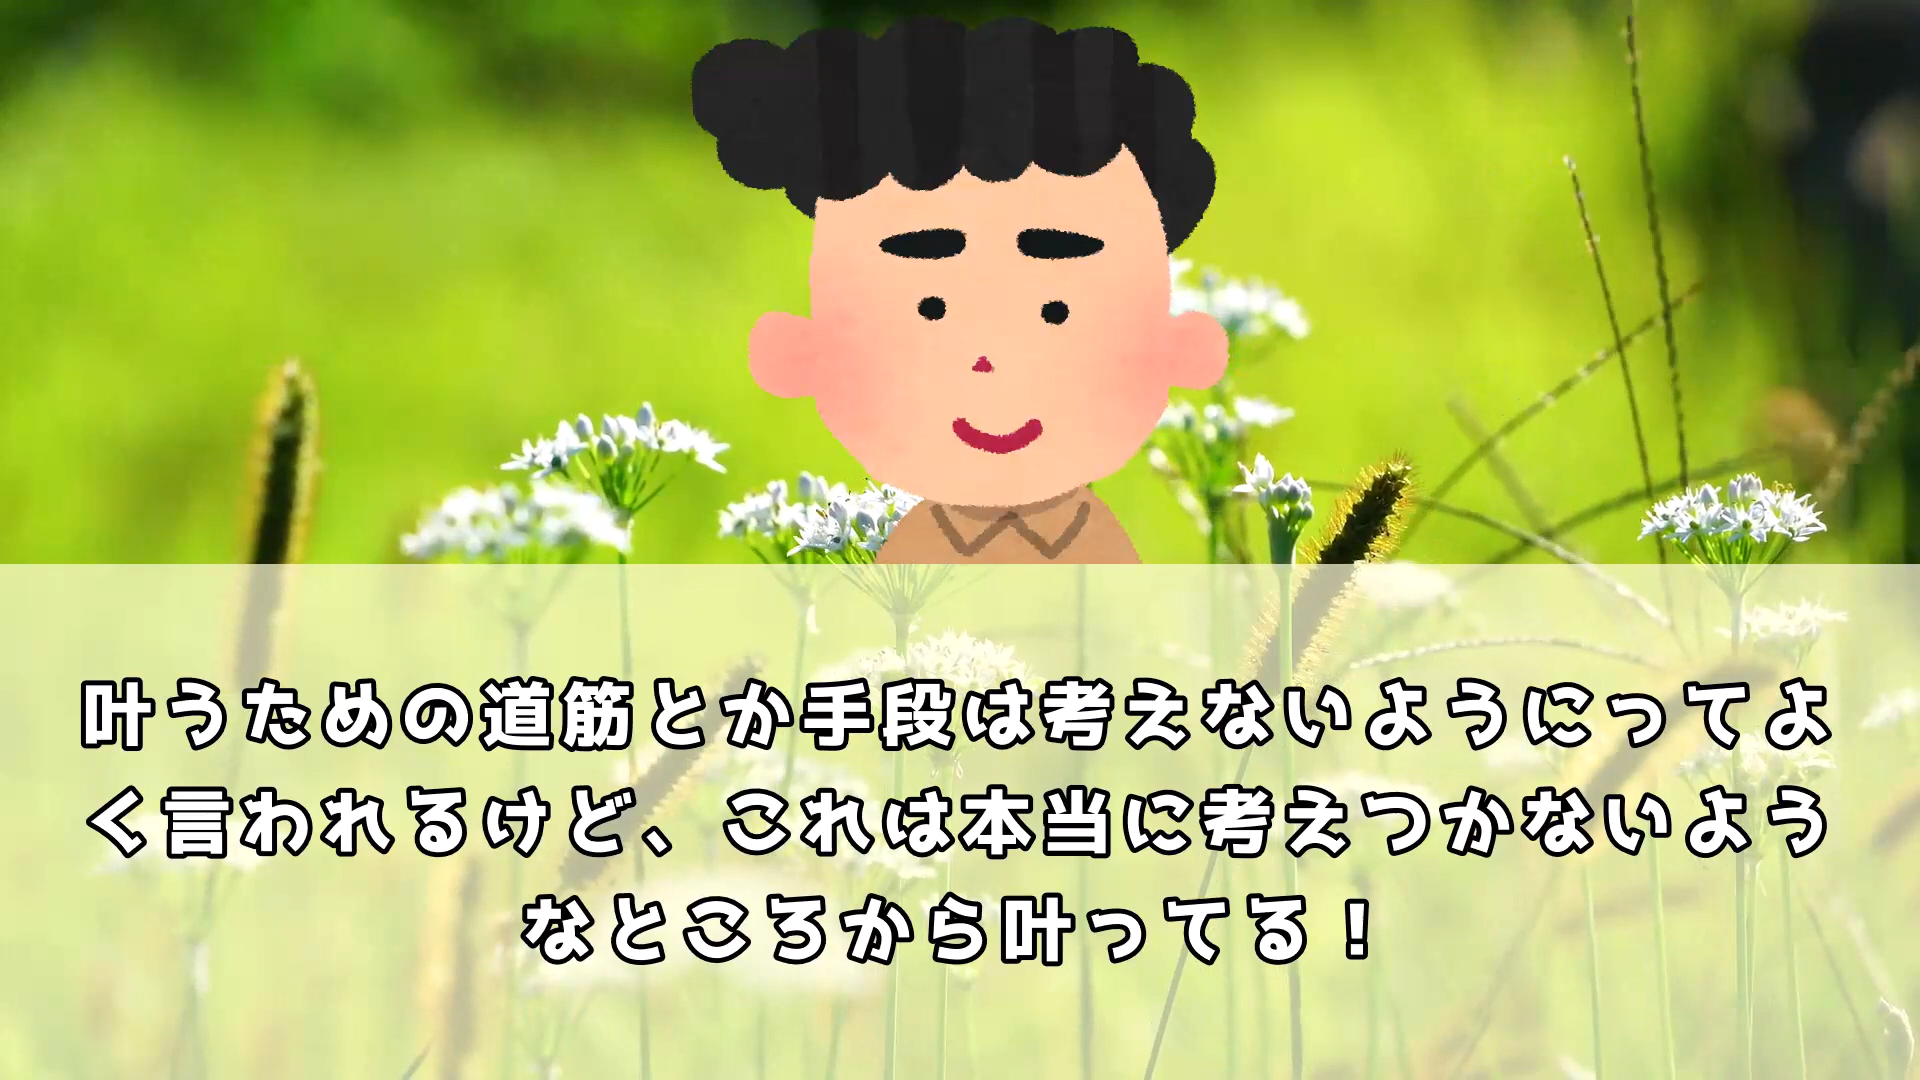 叶うための道筋とか手段は考えないようにってよ
く言われるけど、これは本当に考えつかないよう
なところから叶ってる！